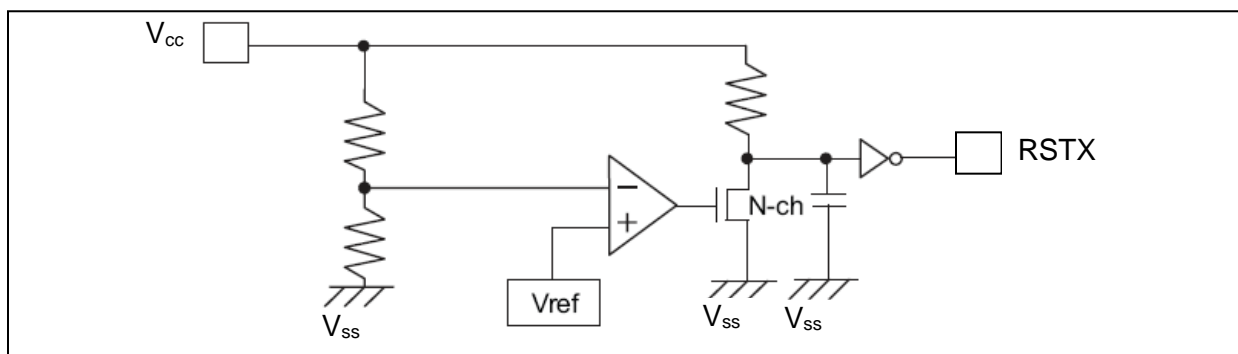 Vcc
RSTX
−
+
N-ch
Vref
Vss
Vss
Vss